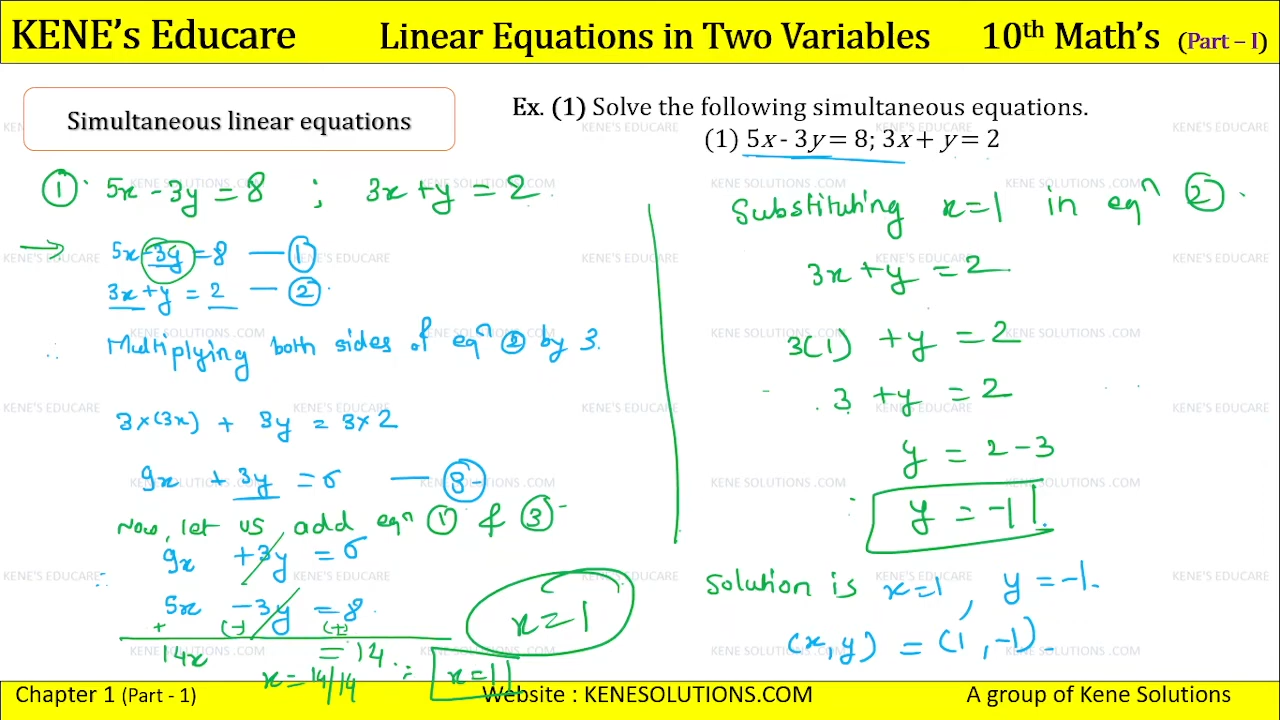 KENE's Educare Linear Equations in Two Variables 10th Math's (Part – I)
Simultaneous linear equations
Ex. (1) Solve the following simultaneous equations.
(1) 5x - 3y = 8; 3x + y = 2
① 5x - 3y = 8 ; 3x + y = 2
→ 5x - 3y = 8 — ①
3x + y = 2 — ②
∴ Multiplying both sides of eqⁿ ② by 3.
3×(3x) + 3y = 3×2
9x + 3y = 6 — ③
Now, let us add eqⁿ ① & ③
∴ 9x + 3y = 6
5x - 3y = 8
+ (-) (+)
14x = 14
x = 14/14 ∴ x = 1
x = 1
Substituting x = 1 in eqⁿ ②.
3x + y = 2
3(1) + y = 2
3 + y = 2
y = 2 - 3
y = -1
Solution is x = 1, y = -1.
(x, y) = (1, -1).
Chapter 1 (Part - 1) Website : KENESOLUTIONS.COM A group of Kene Solutions